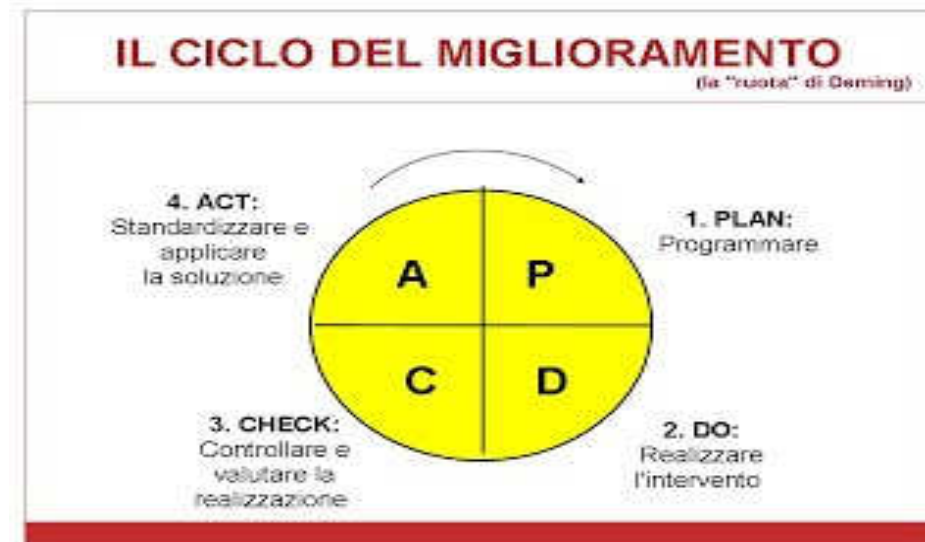 IL CICLO DEL MIGLIORAMENTO
(la "ruota" di Deming)
4. ACT:
Standardizzare e
applicare
la soluzione
1. PLAN:
Programmare
A
P
C
D
3. CHECK:
Controllare e
valutare la
realizzazione
2. DO:
Realizzare
l'intervento